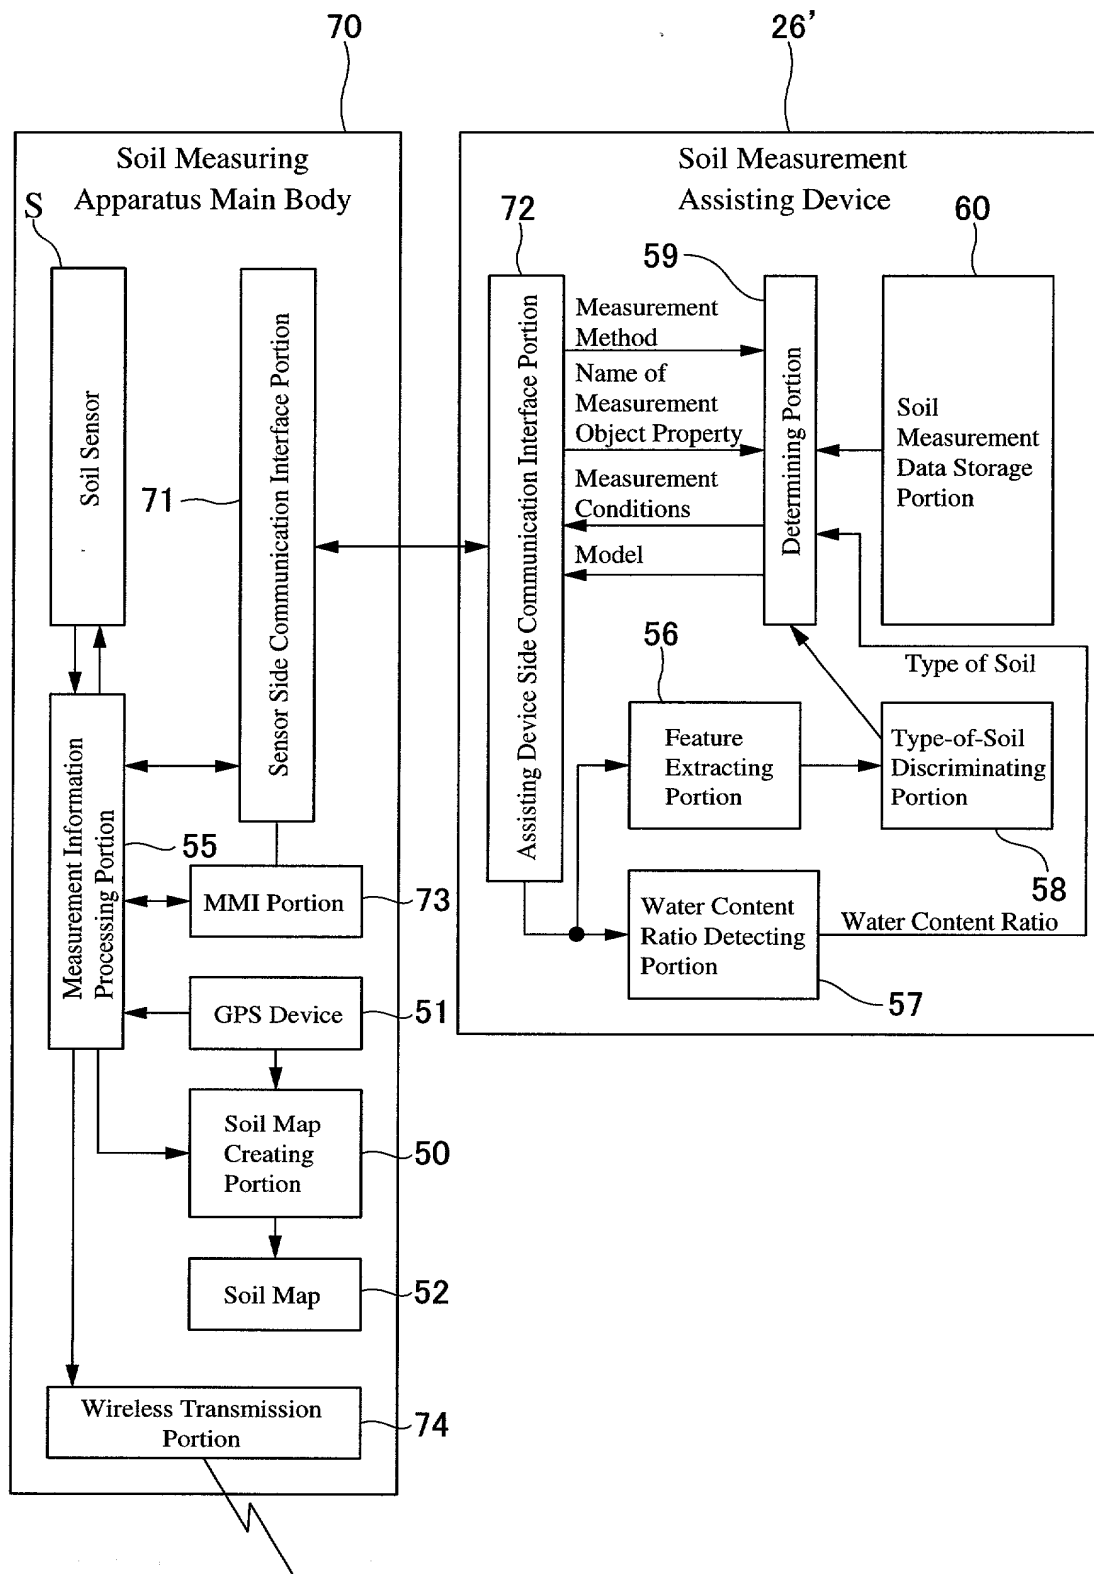 70
26’
Soil Measuring
Apparatus Main Body
S
Soil Sensor
71
Sensor Side Communication Interface Portion
Measurement Information
Processing Portion
55
MMI Portion
73
GPS Device
51
Soil Map
Creating
Portion
50
Soil Map
52
Wireless Transmission
Portion
74
Soil Measurement
Assisting Device
72
Assisting Device Side Communication Interface Portion
Measurement
Method
Name of
Measurement
Object Property
Measurement
Conditions
Model
59
Determining Portion
60
Soil
Measurement
Data Storage
Portion
Type of Soil
56
Feature
Extracting
Portion
Type-of-Soil
Discriminating
Portion
58
Water Content
Ratio Detecting
Portion
57
Water Content Ratio